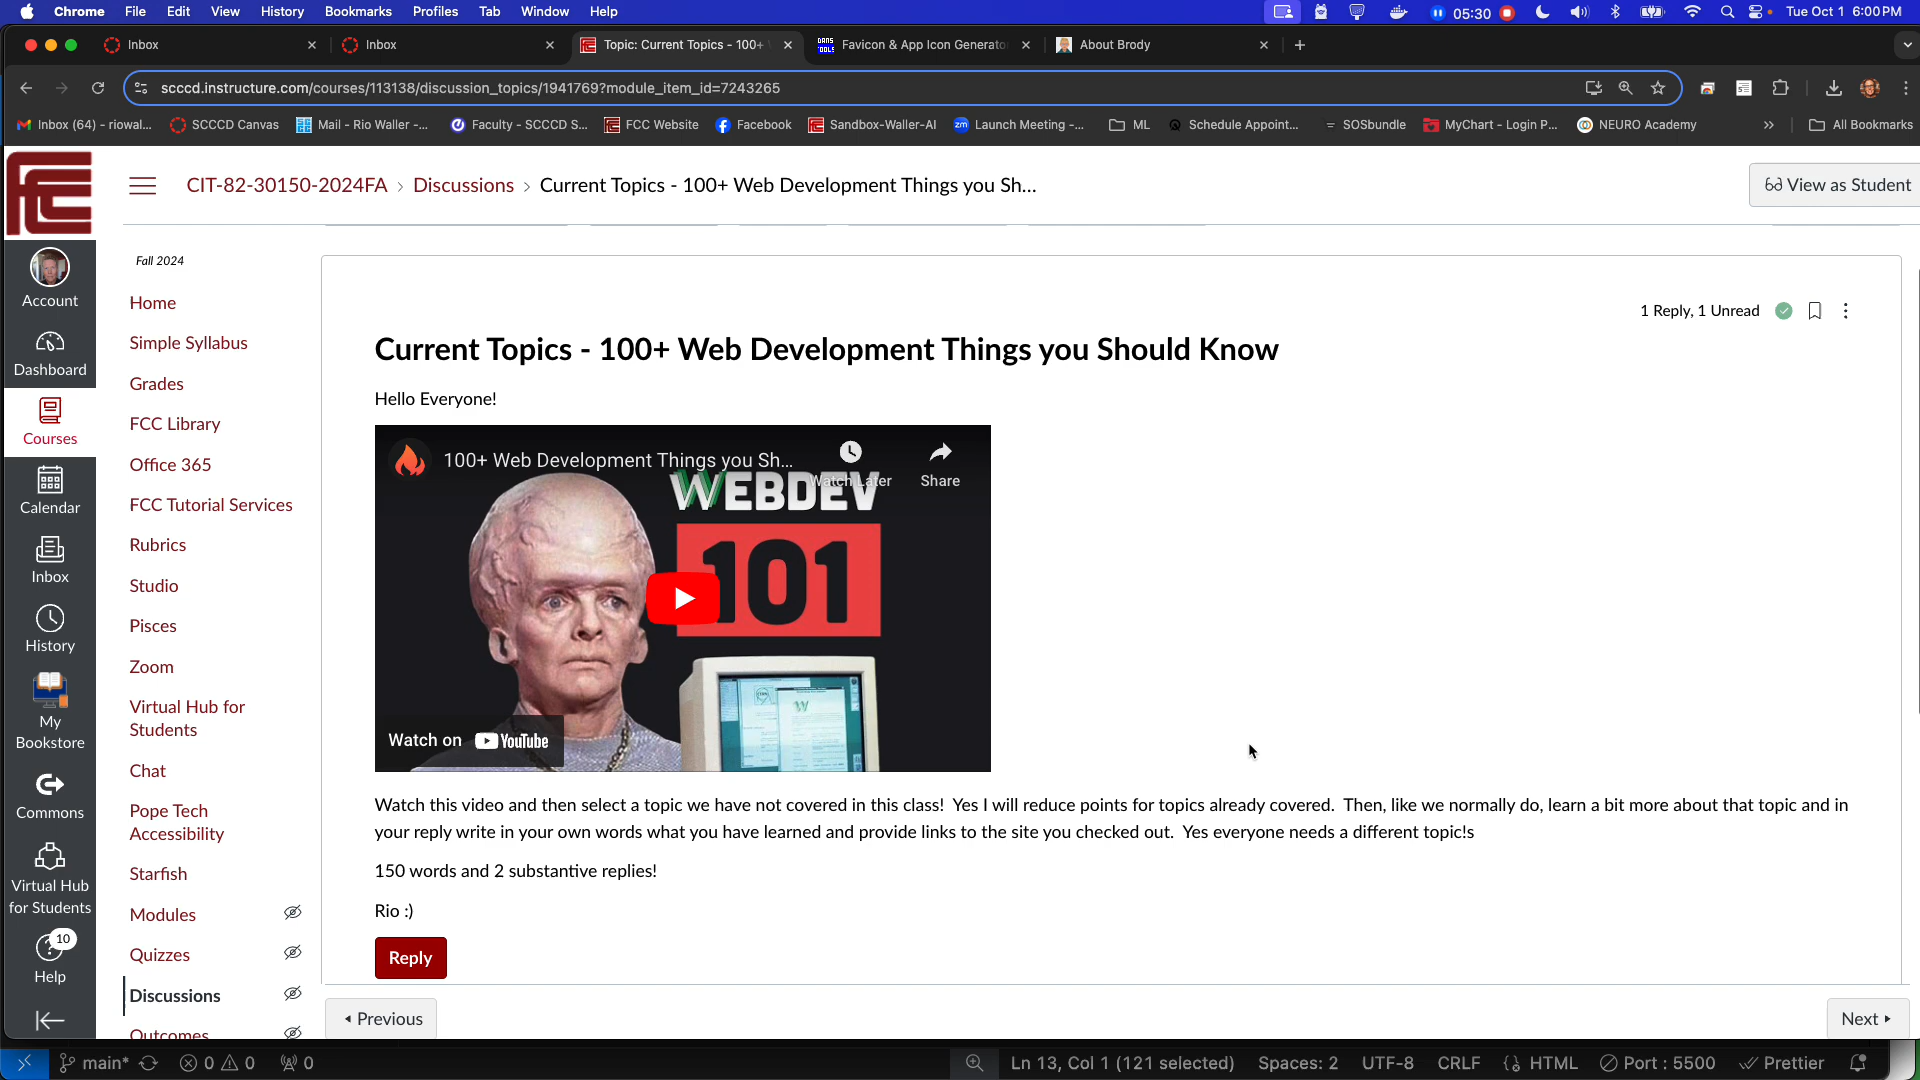 Chrome File Edit View History Bookmarks Profiles Tab Window Help 05:30 Tue Oct 1 6:00 PM
Inbox Inbox Topic: Current Topics - 100+ Favicon & App Icon Generato About Brody
scccd.instructure.com/courses/113138/discussion_topics/1941769?module_item_id=7243265
Inbox (64) - riowal... SCCCD Canvas Mail - Rio Waller -... Faculty - SCCCD S... FCC Website Facebook Sandbox-Waller-AI Launch Meeting -... ML Schedule Appoint... SOSbundle MyChart - Login P... NEURO Academy » All Bookmarks
CIT-82-30150-2024FA › Discussions › Current Topics - 100+ Web Development Things you Sh...
View as Student
Account
Dashboard
Courses
Calendar
Inbox
History
My
Bookstore
Commons
Virtual Hub
for Students
10
Help
Fall 2024
Home
Simple Syllabus
Grades
FCC Library
Office 365
FCC Tutorial Services
Rubrics
Studio
Pisces
Zoom
Virtual Hub for
Students
Chat
Pope Tech
Accessibility
Starfish
Modules
Quizzes
Discussions
Outcomes
1 Reply, 1 Unread
Current Topics - 100+ Web Development Things you Should Know
Hello Everyone!
100+ Web Development Things you Sh...
Watch Later
Share
WEBDEV
101
W
Watch on YouTube
Watch this video and then select a topic we have not covered in this class! Yes I will reduce points for topics already covered. Then, like we normally do, learn a bit more about that topic and in
your reply write in your own words what you have learned and provide links to the site you checked out. Yes everyone needs a different topic!s
150 words and 2 substantive replies!
Rio :)
Reply
Previous
Next
main* 0 0 0 Ln 13, Col 1 (121 selected) Spaces: 2 UTF-8 CRLF HTML Port : 5500 Prettier